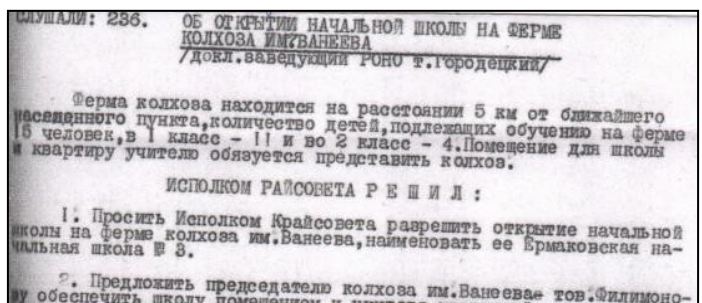 СЛУШАЛИ: 236.
ОБ ОТКРЫТИИ НАЧАЛЬНОЙ ШКОЛЫ НА ФЕРМЕ
КОЛХОЗА ИМ?ВАНЕЕВА
/докл.заведующий РОНО т.Городецкий/
Ферма колхоза находится на расстоянии 5 км от ближайшего
населенного пункта,количество детей,подлежащих обучению на ферме
15 человек,в I класс - II и во 2 класс - 4.Помещение для школы
и квартиру учителю обязуется представить колхоз.
ИСПОЛКОМ РАЙСОВЕТА Р Е Ш И Л :
I. Просить Исполком Крайсовета разрешить открытие начальной
школы на ферме колхоза им.Ванеева,наименовать ее Ермаковская на-
чальная школа № 3.
2. Предложить председателю колхоза им.Ванеевае тов.Филимоно-
ву обеспечить школу помещением и